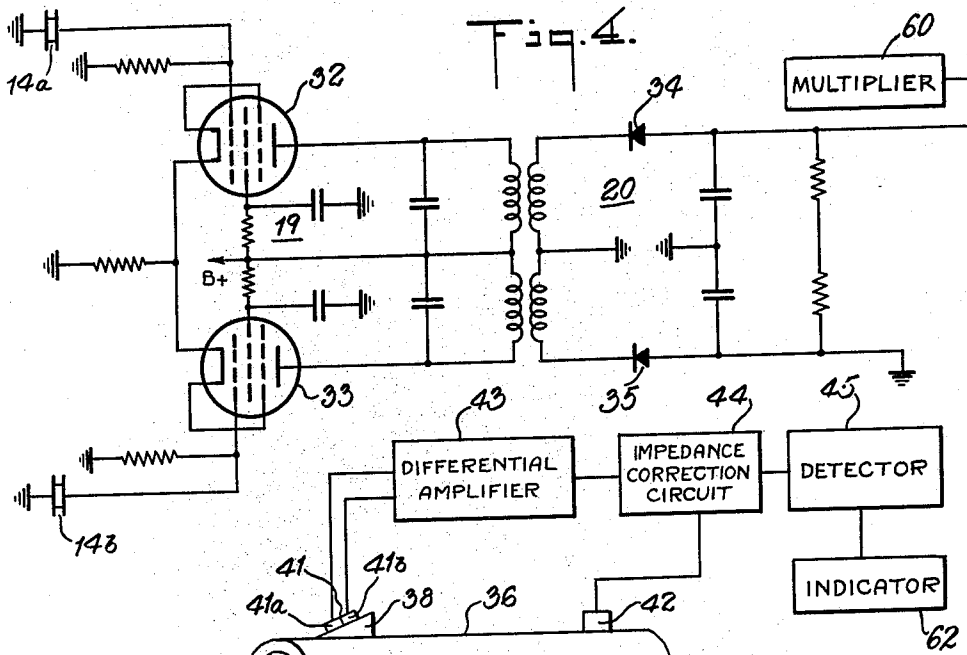 Fig. 4.
60
MULTIPLIER
14a
32
34
19
20
B+
33
35
14b
43
44
45
DIFFERENTIAL
AMPLIFIER
IMPEDANCE
CORRECTION
CIRCUIT
DETECTOR
41
41b
41a
38
36
42
INDICATOR
62